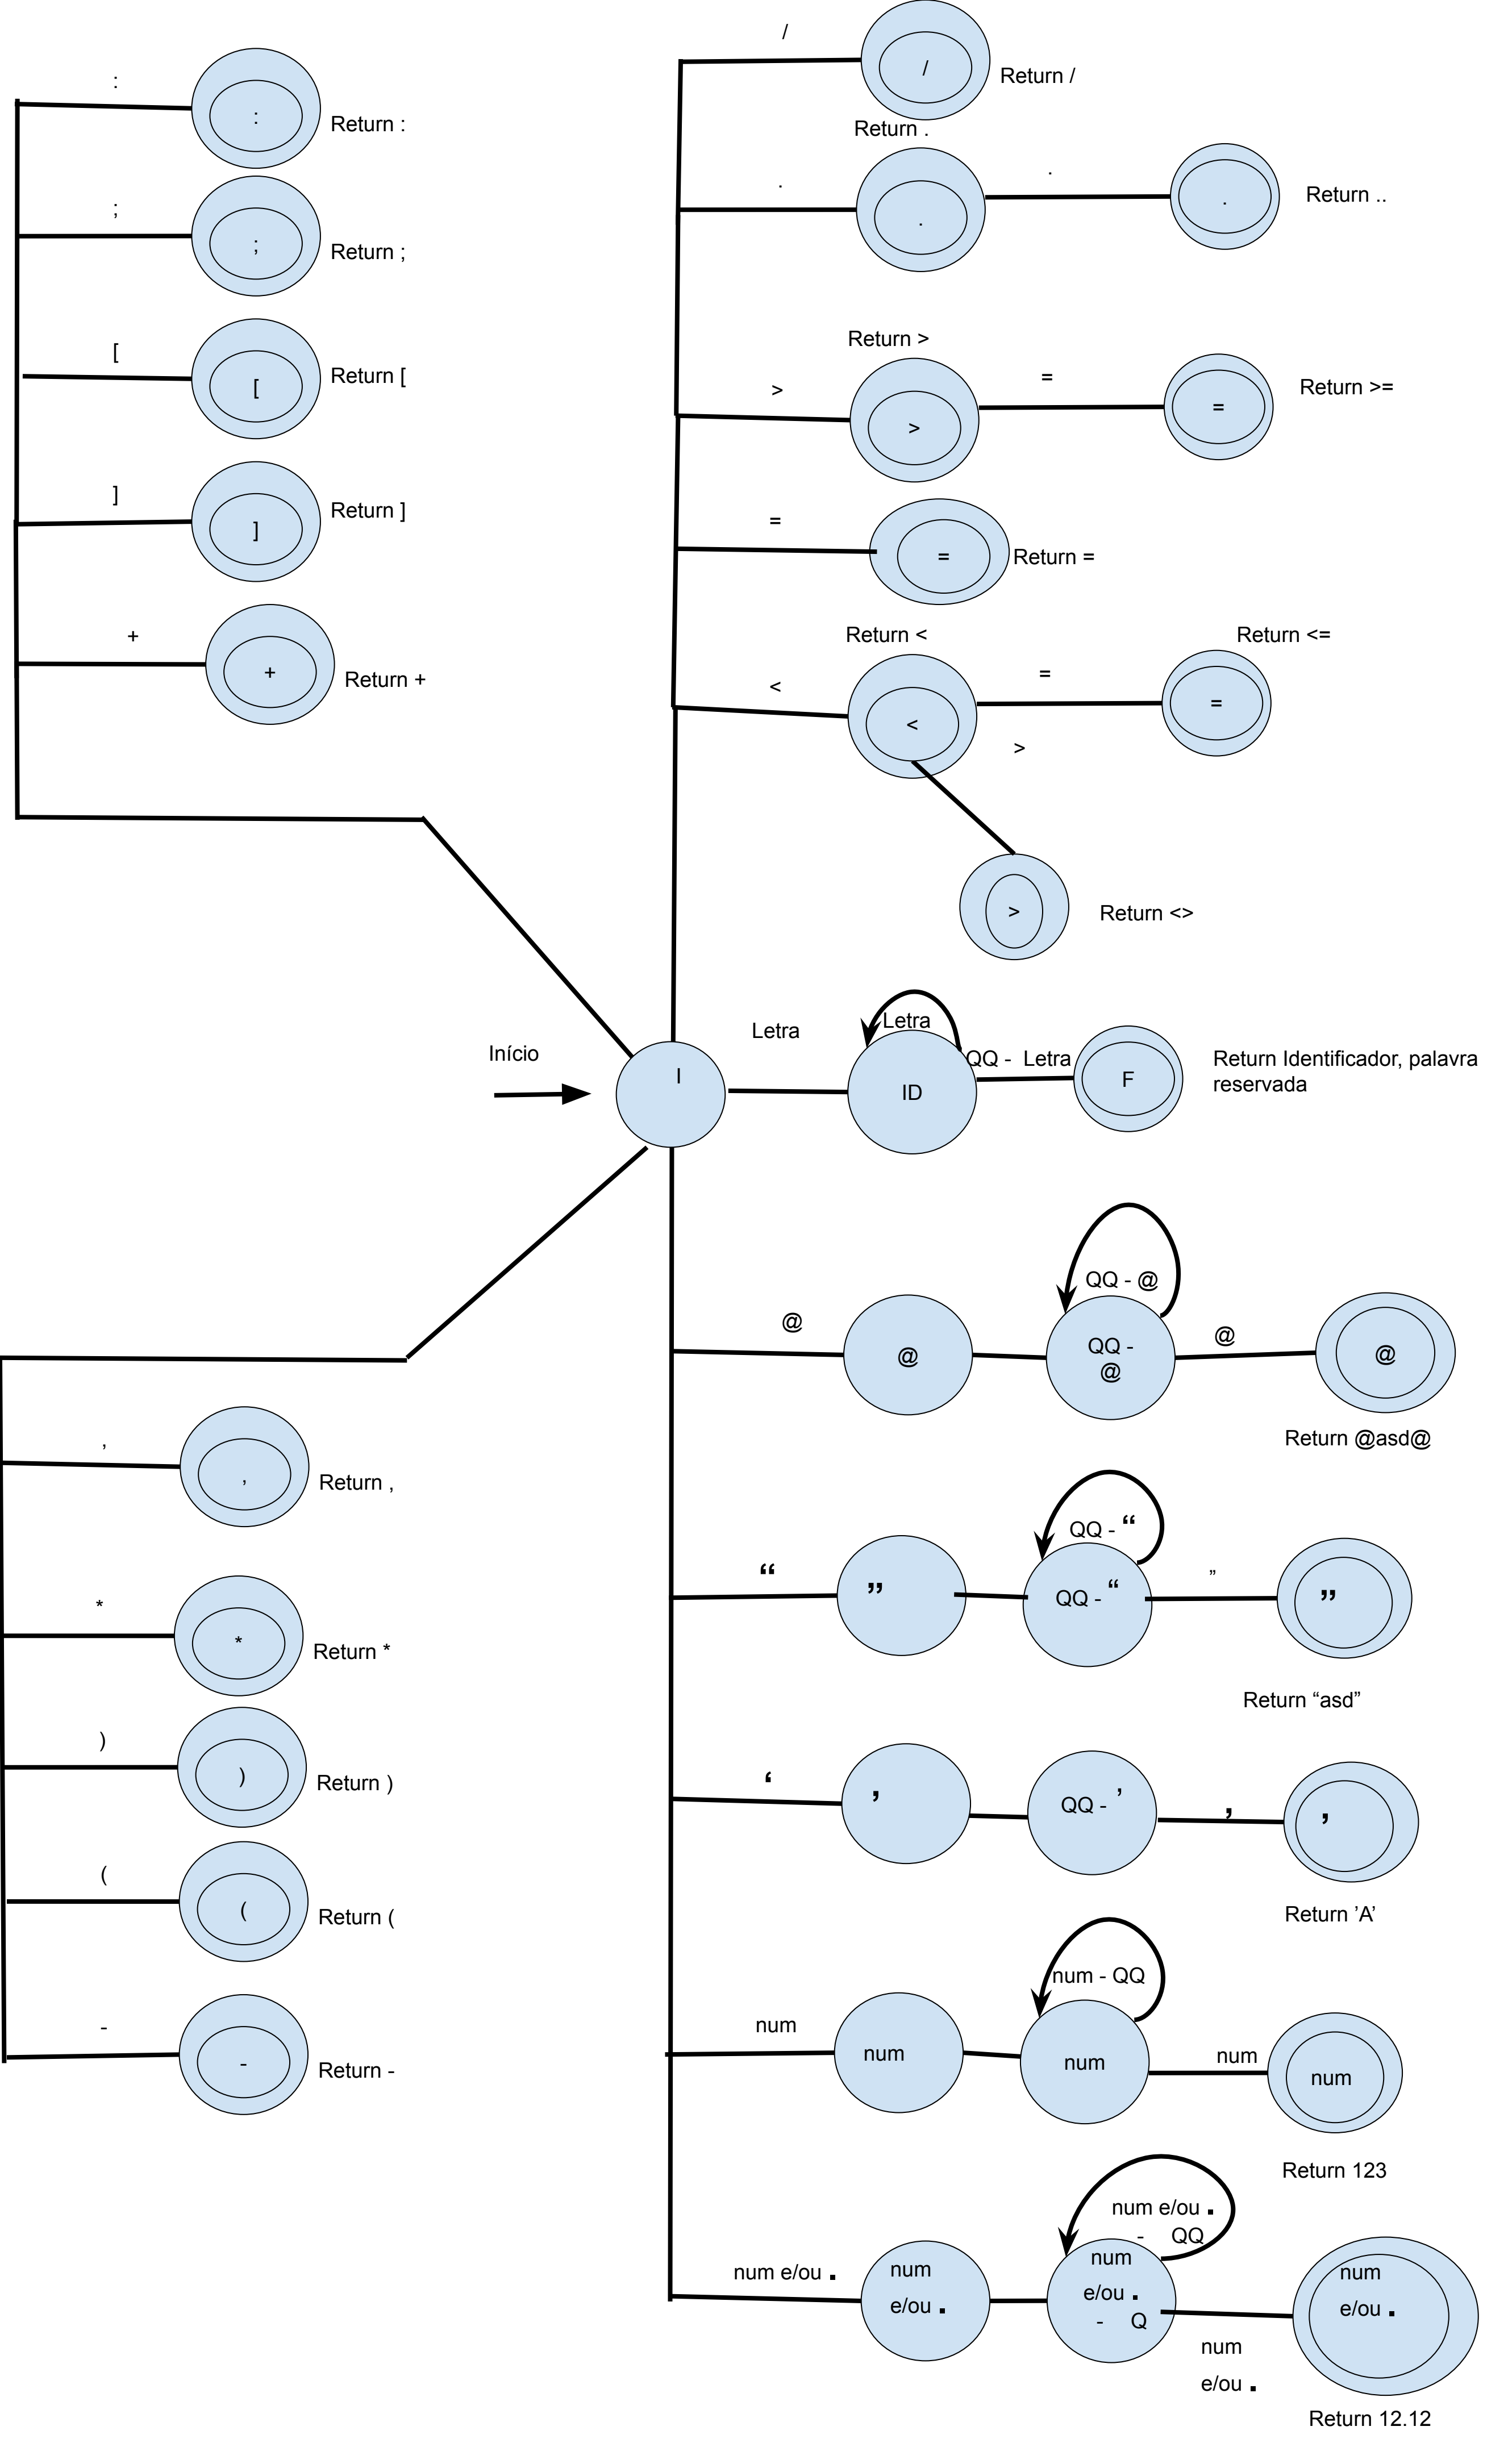 :
:
Return :
;
;
Return ;
[
[
Return [
]
]
Return ]
+
+
Return +
/
/
Return /
Return .
.
.
.
.
Return ..
Return >
>
>
=
=
Return >=
=
=
Return =
Return <
<
<
=
=
Return <=
>
>
Return <>
Início
I
Letra
Letra
ID
QQ - Letra
F
Return Identificador, palavra
reservada
@
@
QQ - @
QQ -
@
@
@
Return @asd@
“
”
QQ - “
QQ - “
”
”
Return “asd”
‘
’
QQ - ’
,
’
Return ’A’
num
num
num - QQ
num
num
num
Return 123
num e/ou .
num
e/ou .
num e/ou .
- QQ
num
e/ou .
- Q
num
e/ou .
num
e/ou .
Return 12.12
,
,
Return ,
*
*
Return *
)
)
Return )
(
(
Return (
-
-
Return -